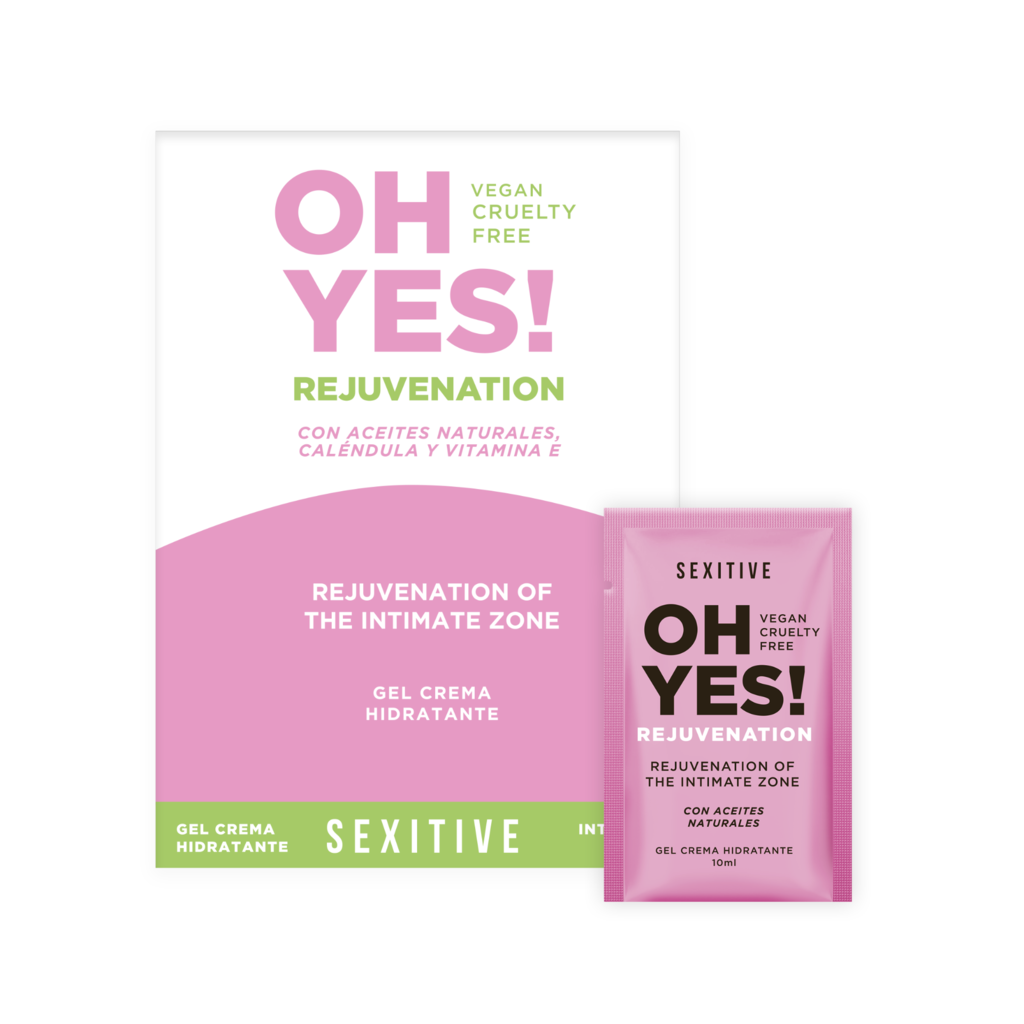 OH
YES!
VEGAN
CRUELTY
FREE
REJUVENATION
CON ACEITES NATURALES,
CALÉNDULA Y VITAMINA E
REJUVENATION OF
THE INTIMATE ZONE
GEL CREMA
HIDRATANTE
GEL CREMA
HIDRATANTE
SEXITIVE
INT
SEXITIVE
OH
YES!
VEGAN
CRUELTY
FREE
REJUVENATION
REJUVENATION OF
THE INTIMATE ZONE
CON ACEITES
NATURALES
GEL CREMA HIDRATANTE
10ml